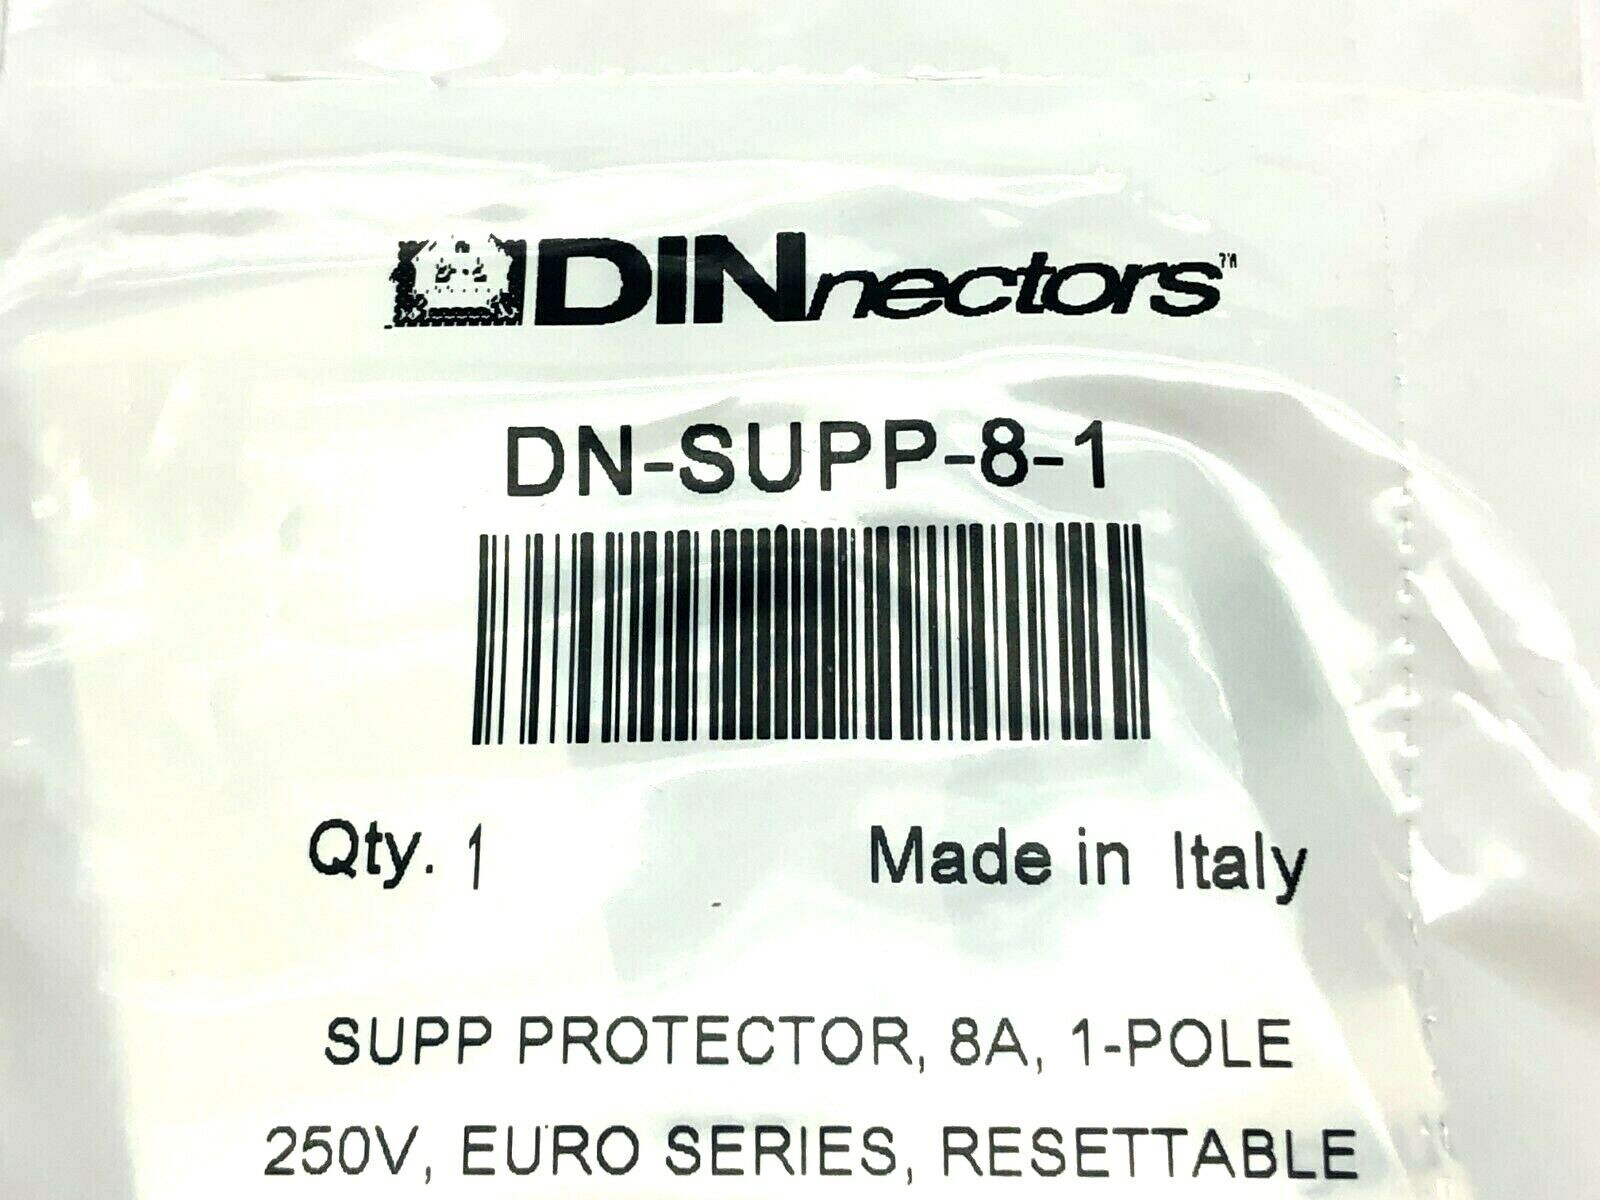 DINnectors™
DN-SUPP-8-1
Qty. 1
Made in Italy
SUPP PROTECTOR, 8A, 1-POLE
250V, EURO SERIES, RESETTABLE